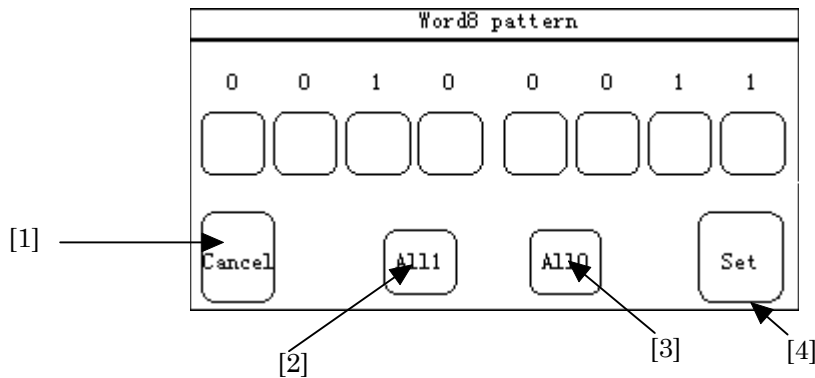 Word8 pattern
0 0 1 0 0 0 1 1
[1]
Cancel All1 All0 Set
[2] [3] [4]